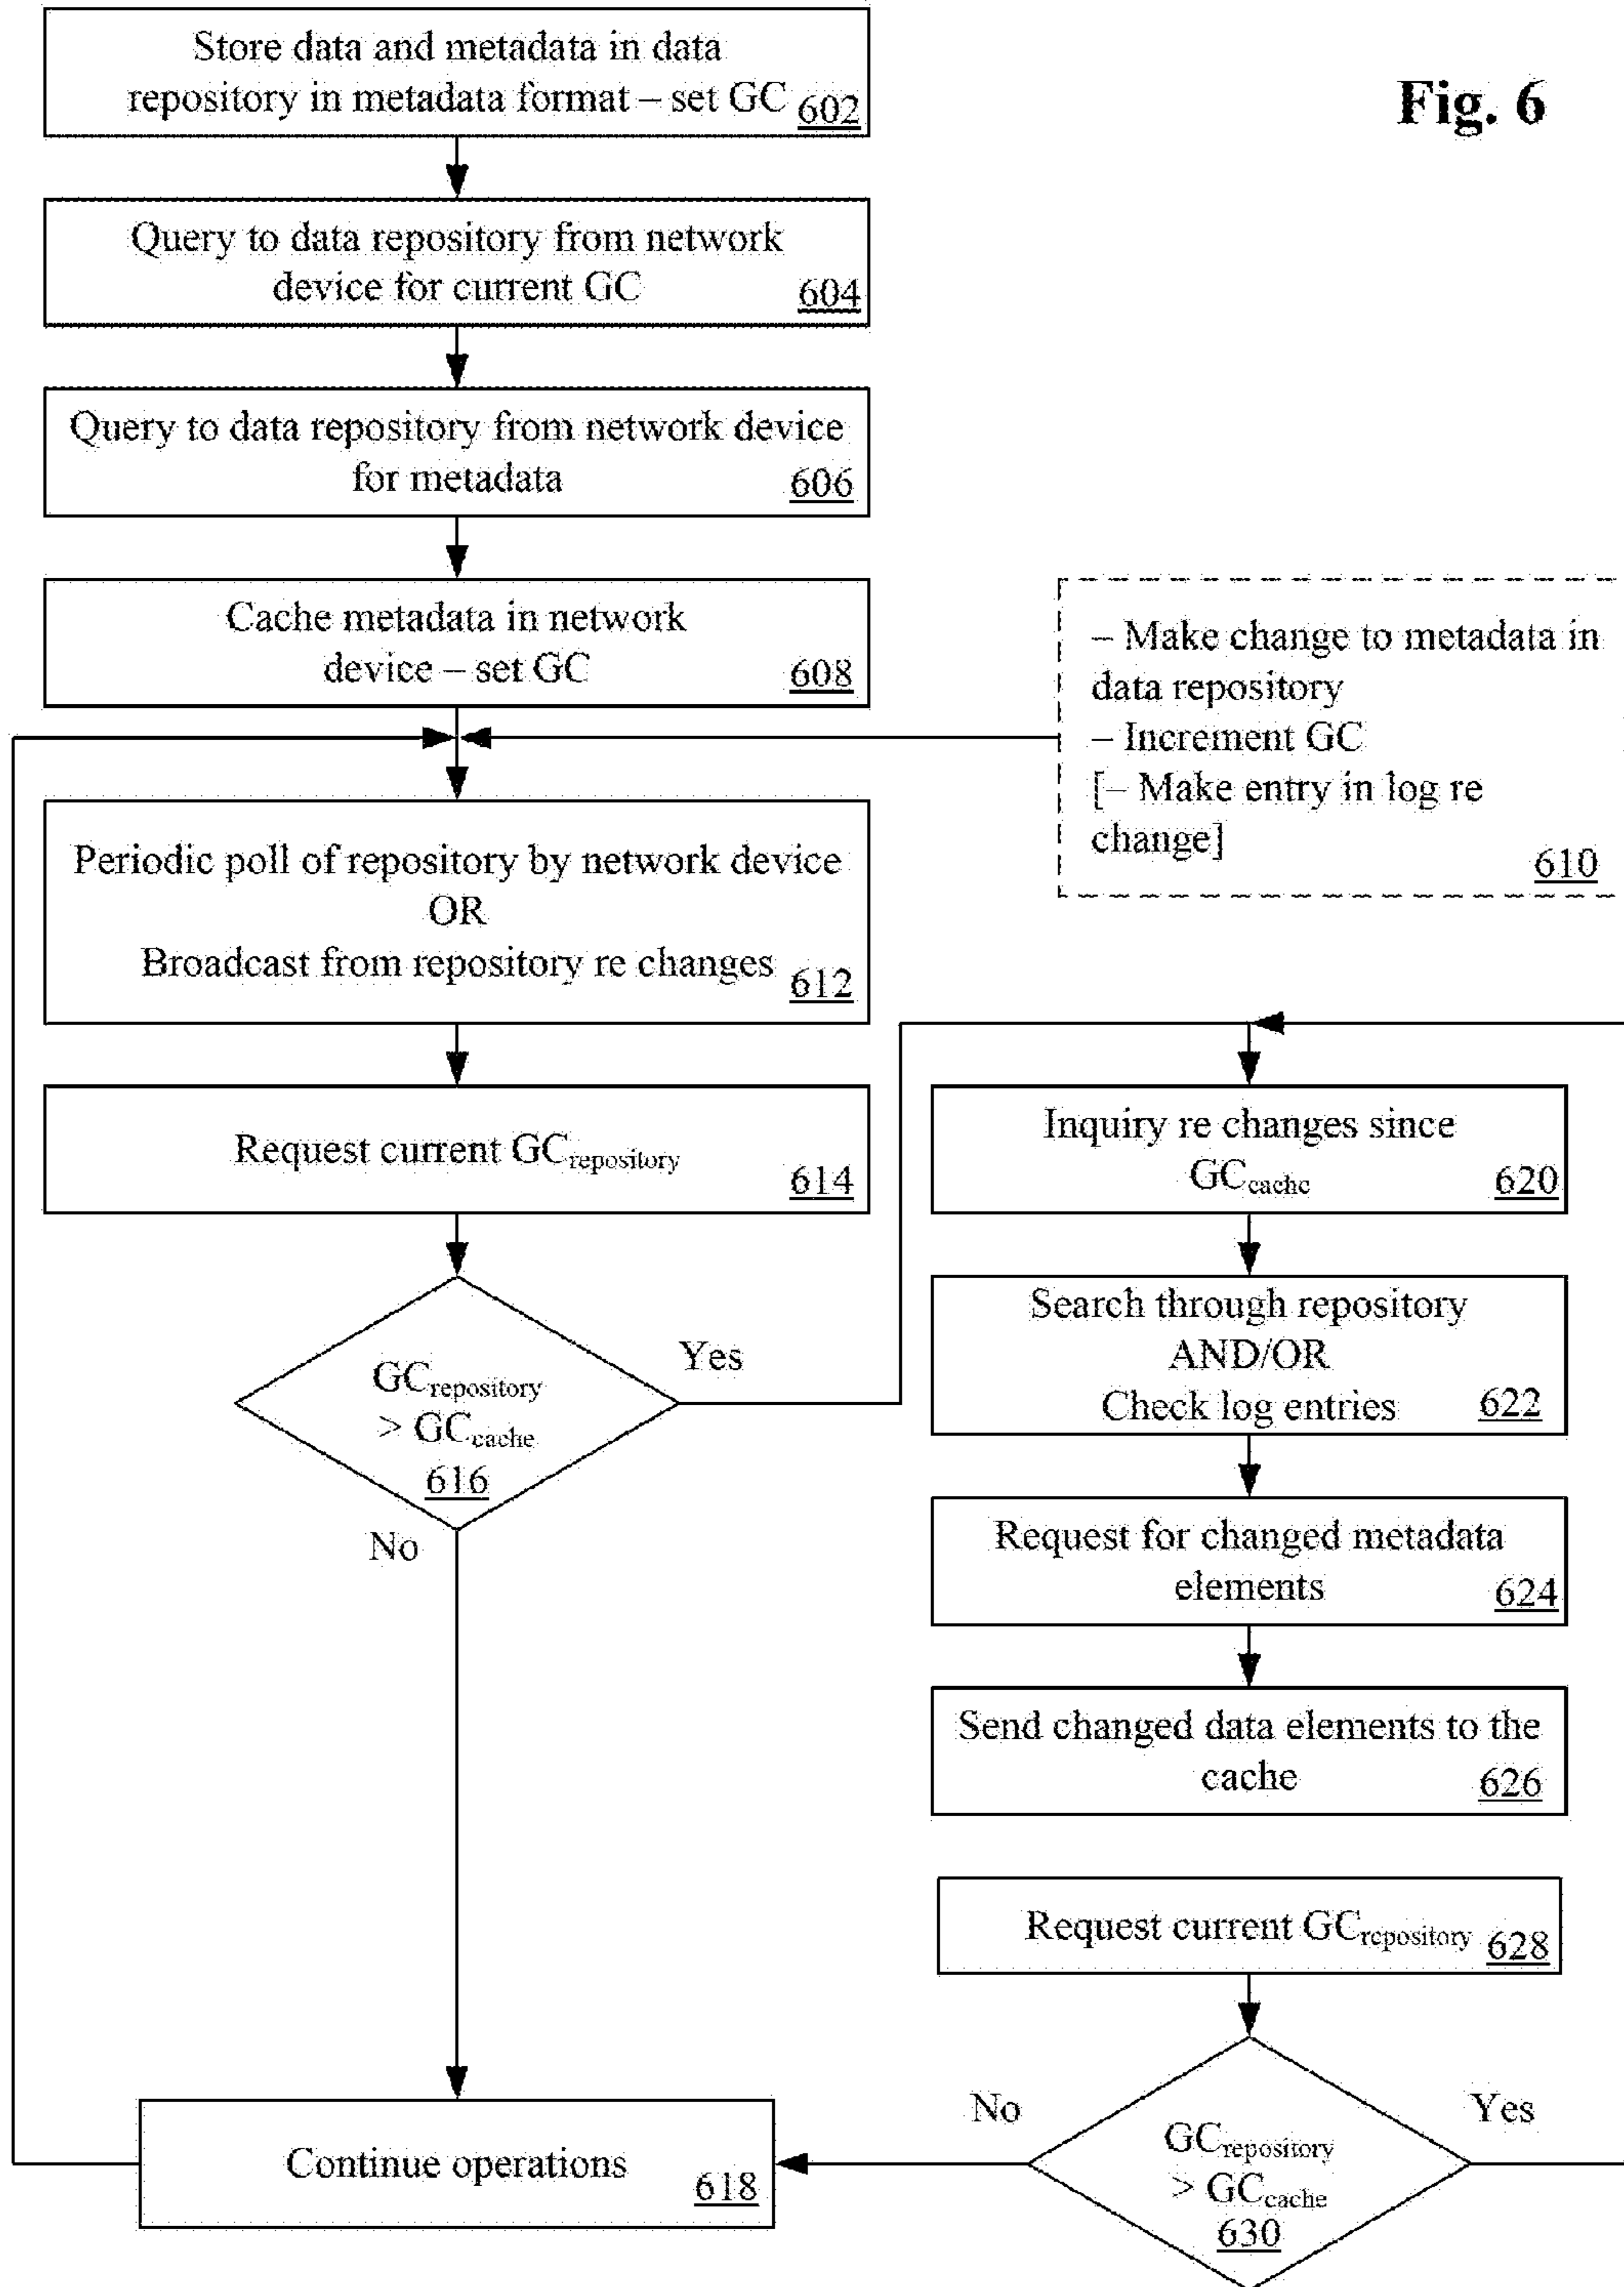 Fig. 6
Store data and metadata in data
repository in metadata format – set GC 602
Query to data repository from network
device for current GC 604
Query to data repository from network device
for metadata 606
Cache metadata in network
device – set GC 608
– Make change to metadata in
data repository
– Increment GC
[– Make entry in log re
change]
610
Periodic poll of repository by network device
OR
Broadcast from repository re changes 612
Request current GCrepository 614
GCrepository
> GCcache
616
Yes
No
Inquiry re changes since
GCcache 620
Search through repository
AND/OR
Check log entries 622
Request for changed metadata
elements 624
Send changed data elements to the
cache 626
Request current GCrepository 628
GCrepository
> GCcache
630
No
Yes
Continue operations 618